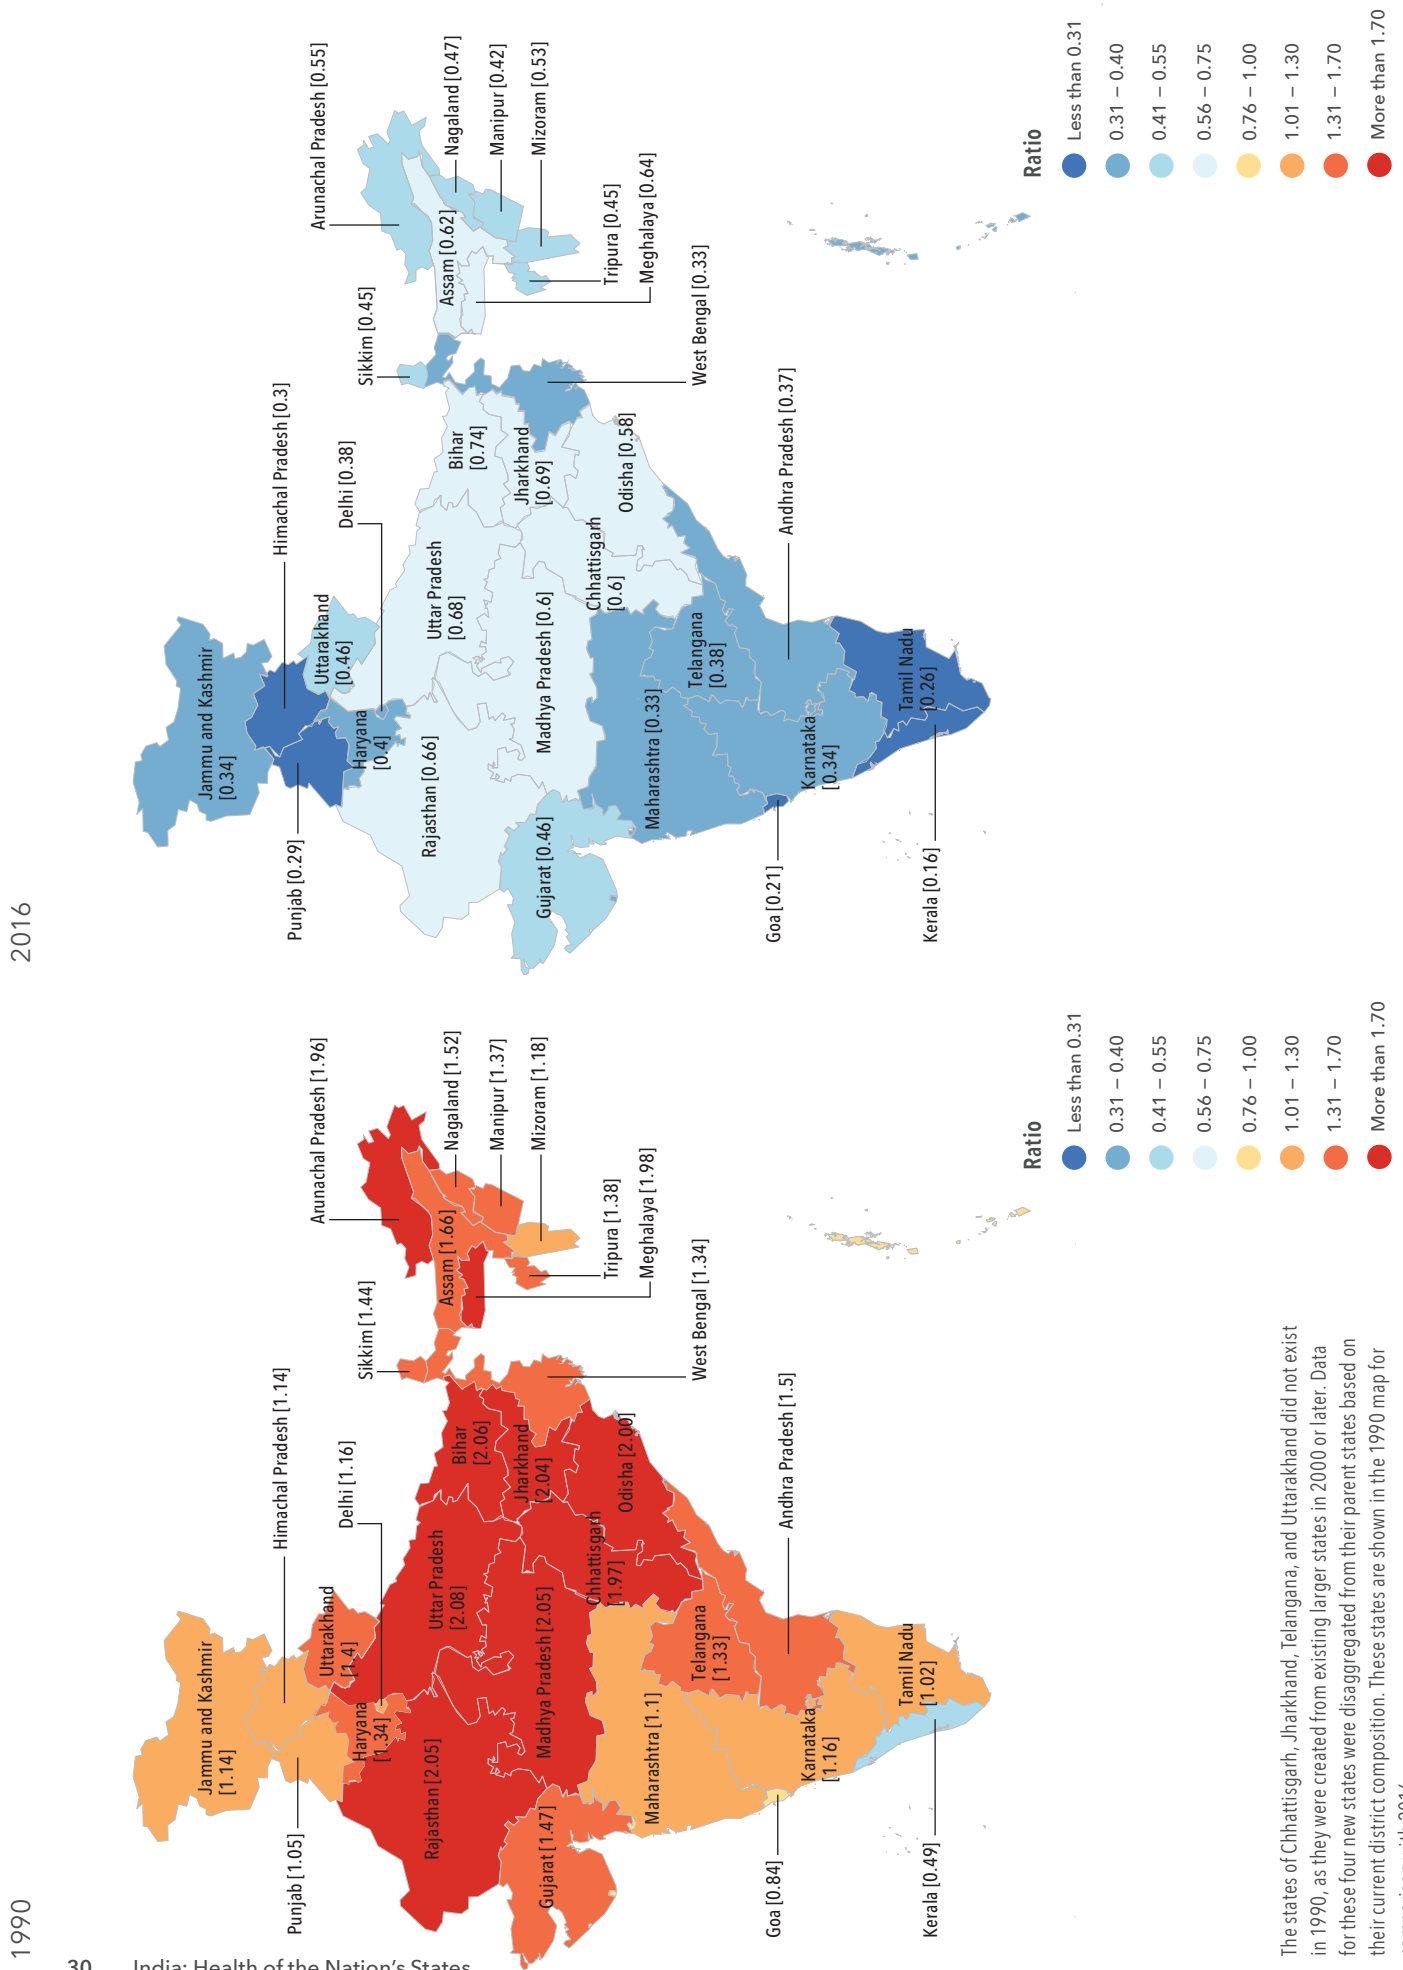 1990
Jammu and Kashmir
[1.14]
Himachal Pradesh [1.14]
Punjab [1.05]
Uttarakhand
[1.4]
Delhi [1.16]
Haryana
[1.34]
Sikkim [1.44]
Arunachal Pradesh [1.96]
Rajasthan [2.05]
Uttar Pradesh
[2.08]
Bihar
[2.06]
Assam [1.66]
Nagaland [1.52]
Manipur [1.37]
Mizoram [1.18]
Gujarat [1.47]
Madhya Pradesh [2.05]
Jharkhand
[2.04]
Chhattisgarh
[1.97]
Odisha [2.00]
Tripura [1.38]
Meghalaya [1.98]
West Bengal [1.34]
Maharashtra [1.1]
Telangana
[1.33]
Andhra Pradesh [1.5]
Goa [0.84]
Karnataka
[1.16]
Tamil Nadu
[1.02]
Kerala [0.49]
Ratio
Less than 0.31
0.31 – 0.40
0.41 – 0.55
0.56 – 0.75
0.76 – 1.00
1.01 – 1.30
1.31 – 1.70
More than 1.70
2016
Jammu and Kashmir
[0.34]
Himachal Pradesh [0.3]
Punjab [0.29]
Uttarakhand
[0.46]
Delhi [0.38]
Haryana
[0.4]
Sikkim [0.45]
Arunachal Pradesh [0.55]
Rajasthan [0.66]
Uttar Pradesh
[0.68]
Bihar
[0.74]
Assam [0.62]
Nagaland [0.47]
Manipur [0.42]
Mizoram [0.53]
Gujarat [0.46]
Madhya Pradesh [0.6]
Jharkhand
[0.69]
Chhattisgarh
[0.6]
Odisha [0.58]
Tripura [0.45]
Meghalaya [0.64]
West Bengal [0.33]
Maharashtra [0.33]
Telangana
[0.38]
Andhra Pradesh [0.37]
Goa [0.21]
Karnataka
[0.34]
Tamil Nadu
[0.26]
Kerala [0.16]
Ratio
Less than 0.31
0.31 – 0.40
0.41 – 0.55
0.56 – 0.75
0.76 – 1.00
1.01 – 1.30
1.31 – 1.70
More than 1.70
The states of Chhattisgarh, Jharkhand, Telangana, and Uttarakhand did not exist
in 1990, as they were created from existing larger states in 2000 or later. Data
for these four new states were disaggregated from their parent states based on
their current district composition. These states are shown in the 1990 map for
30 India: Health of the Nation's States